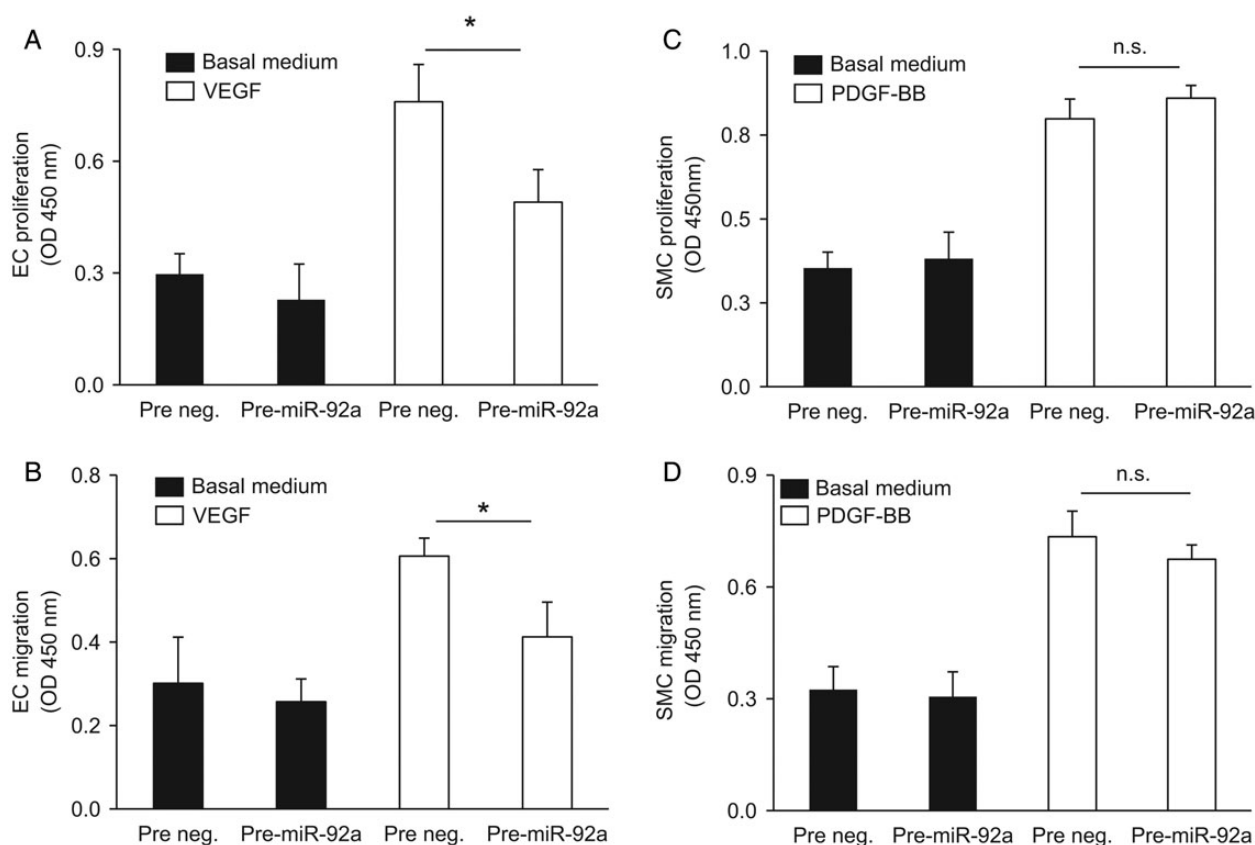 A
EC proliferation
(OD 450 nm)
0.9
0.6
0.3
0.0
Basal medium
VEGF
*
Pre neg. Pre-miR-92a Pre neg. Pre-miR-92a
C
SMC proliferation
(OD 450nm)
1.0
0.8
0.5
0.3
0.0
Basal medium
PDGF-BB
n.s.
Pre neg. Pre-miR-92a Pre neg. Pre-miR-92a
B
EC migration
(OD 450 nm)
0.8
0.6
0.4
0.2
0.0
Basal medium
VEGF
*
Pre neg. Pre-miR-92a Pre neg. Pre-miR-92a
D
SMC migration
(OD 450 nm)
0.9
0.6
0.3
0.0
Basal medium
PDGF-BB
n.s.
Pre neg. Pre-miR-92a Pre neg. Pre-miR-92a